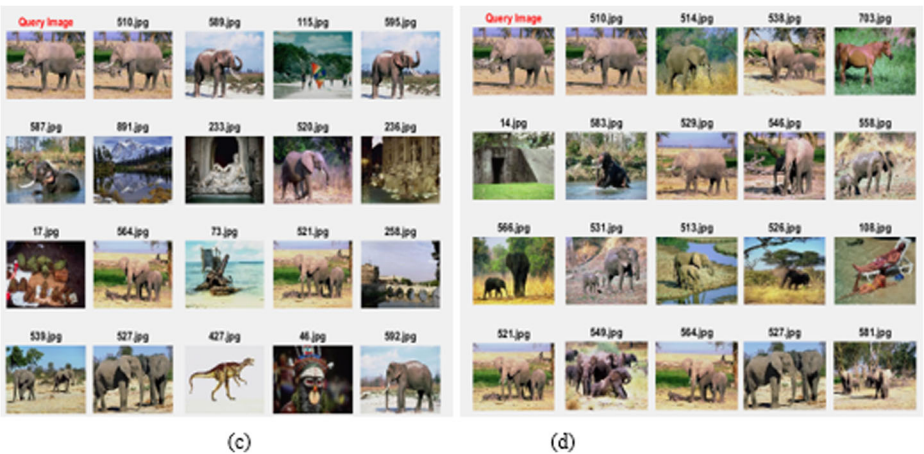 Query Image 510.jpg 589.jpg 115.jpg 595.jpg
587.jpg 891.jpg 233.jpg 520.jpg 236.jpg
17.jpg 564.jpg 73.jpg 521.jpg 258.jpg
539.jpg 527.jpg 427.jpg 46.jpg 592.jpg
(c)
Query Image 510.jpg 514.jpg 538.jpg 703.jpg
14.jpg 583.jpg 529.jpg 546.jpg 558.jpg
566.jpg 531.jpg 513.jpg 526.jpg 108.jpg
521.jpg 549.jpg 564.jpg 527.jpg 581.jpg
(d)